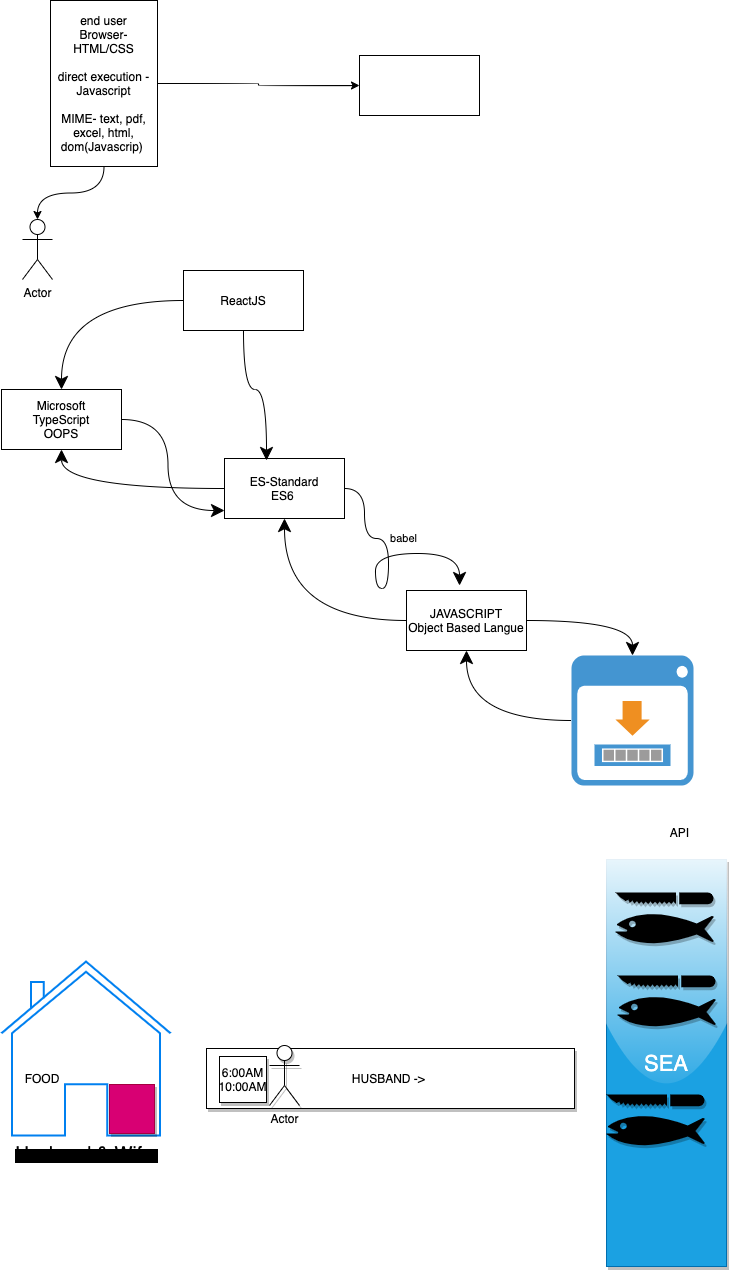 end user
Browser-
HTML/CSS
direct execution -
Javascript
MIME- text, pdf,
excel, html,
dom(Javascrip)
Actor
ReactJS
Microsoft
TypeScript
OOPS
ES-Standard
ES6
babel
JAVASCRIPT
Object Based Langue
API
SEA
FOOD
6:00AM
10:00AM
HUSBAND ->
Actor